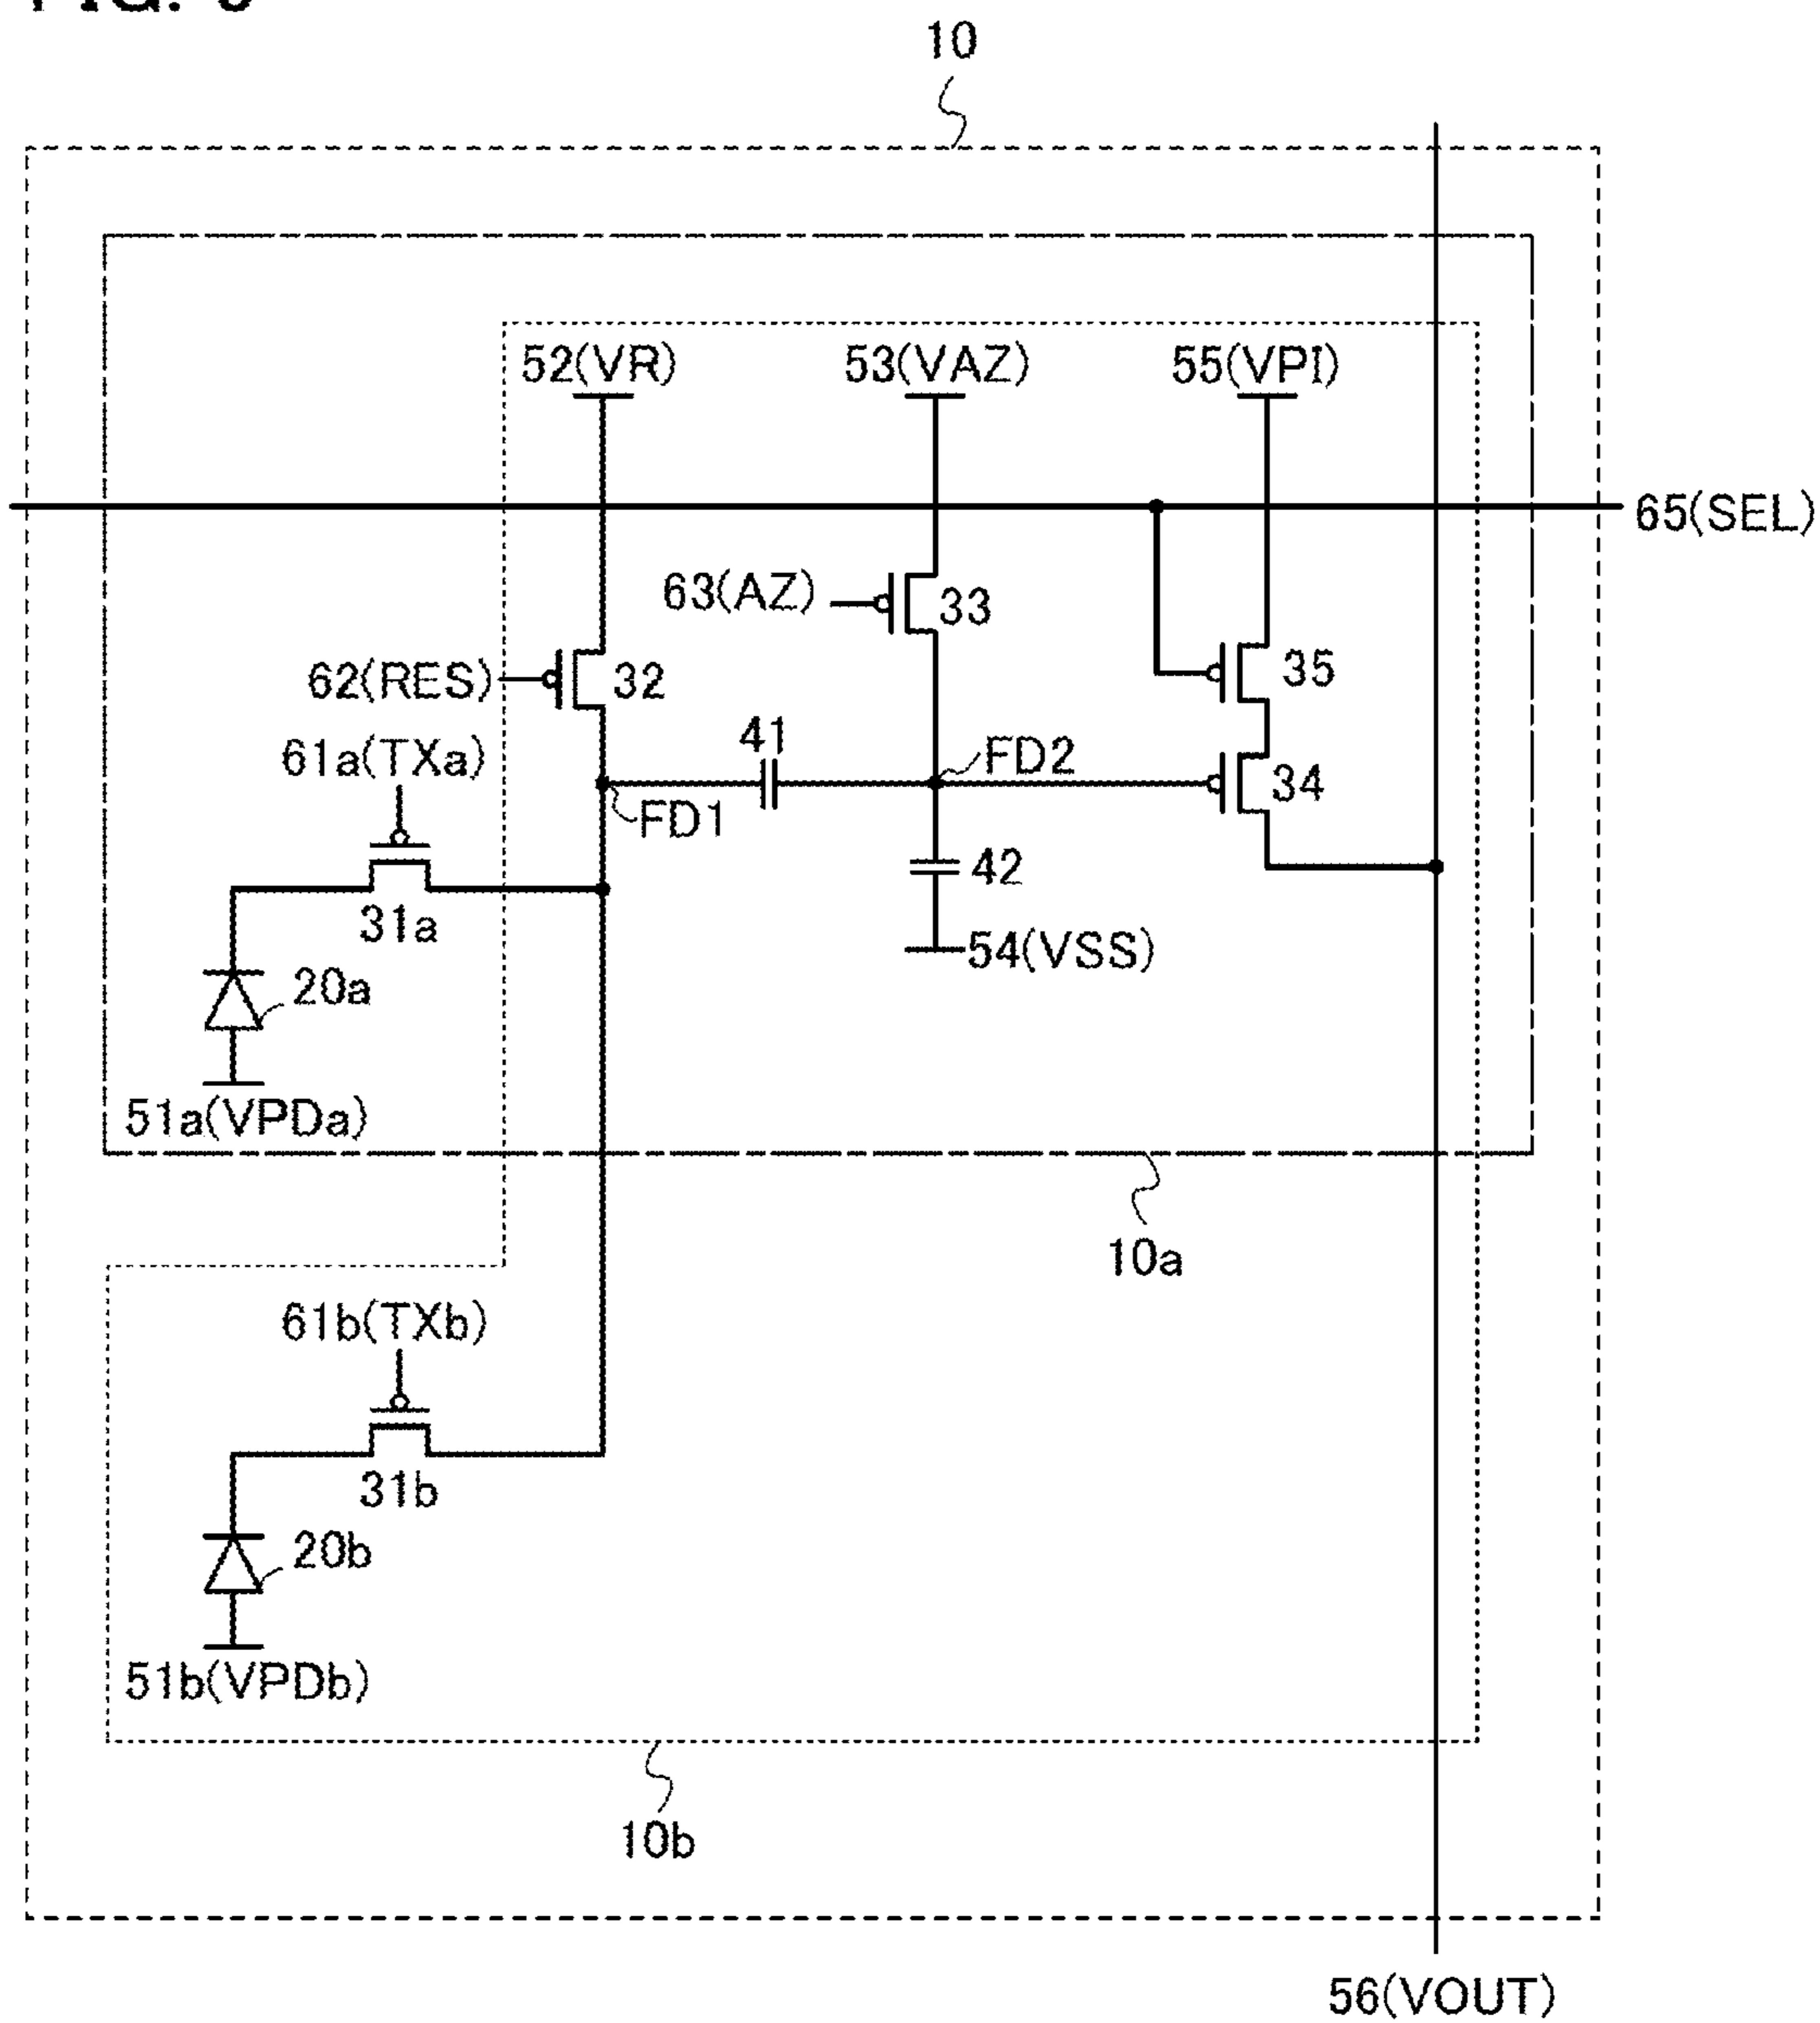 FIG.
10
52(VR)
53(VAZ)
55(VPI)
65(SEL)
63(AZ)
33
62(RES)
32
35
61a(TXa)
41
FD2
34
FD1
42
31a
54(VSS)
20a
51a(VPDa)
10a
61b(TXb)
31b
20b
51b(VPDb)
10b
56(VOUT)